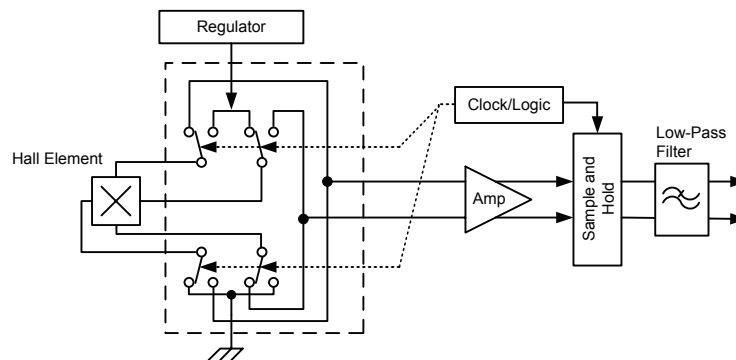 Regulator
Clock/Logic
Low-Pass
Filter
Hall Element
Amp
Sample and
Hold